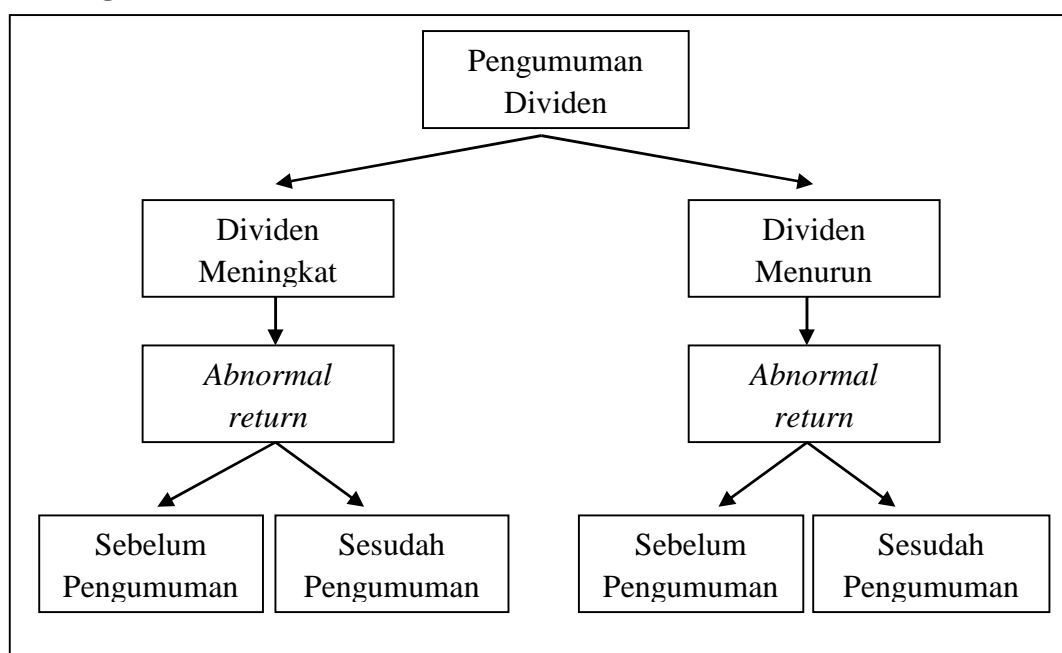 Pengumuman
Dividen
Dividen
Meningkat
Dividen
Menurun
Abnormal
return
Abnormal
return
Sebelum
Pengumuman
Sesudah
Pengumuman
Sebelum
Pengumuman
Sesudah
Pengumuman